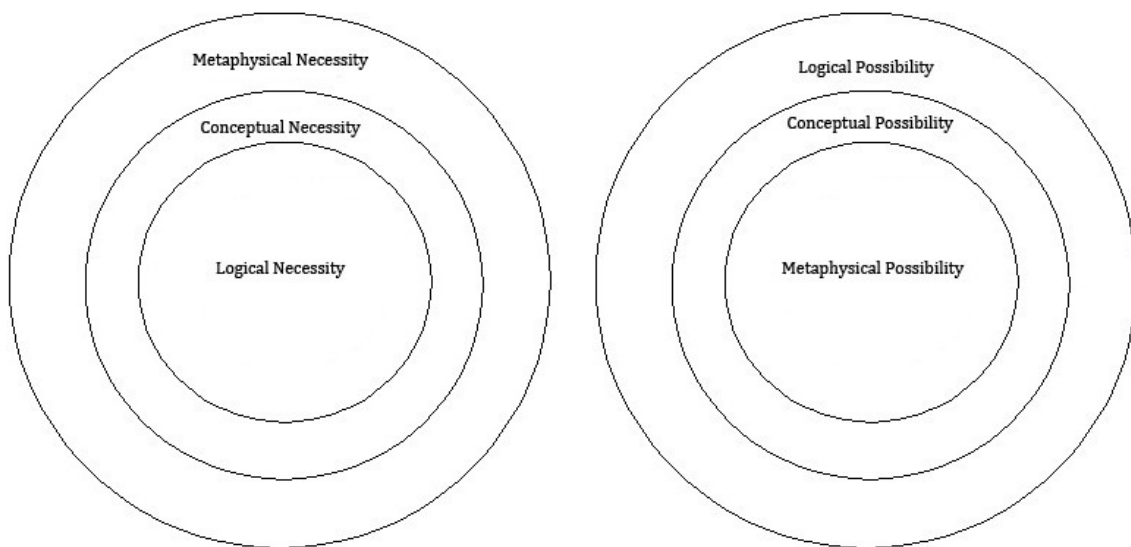 Metaphysical Necessity
Conceptual Necessity
Logical Necessity
Logical Possibility
Conceptual Possibility
Metaphysical Possibility